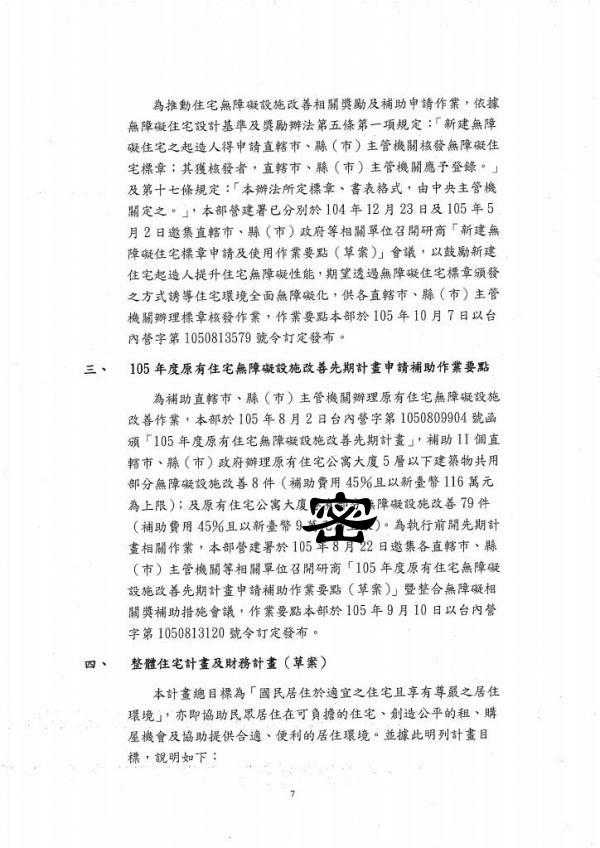 為推動住宅無障礙設施改善相關獎勵及補助申請作業，依據
無障礙住宅設計基準及獎勵辦法第五條第一項規定：「新建無障
礙住宅之起造人得申請直轄市、縣（市）主管機關核發無障礙住
宅標章；其獲核發者，直轄市、縣（市）主管機關應予登錄。」
及第十七條規定：「本辦法所定標章、書表格式，由中央主管機
關定之。」，本部營建署已分別於 104 年 12 月 23 日及 105 年 5
月 2 日邀集直轄市、縣（市）政府等相關單位召開研商「新建無
障礙住宅標章申請及使用作業要點（草案）」會議，以鼓勵新建
住宅起造人提升住宅無障礙性能，期望透過無障礙住宅標章頒發
之方式誘導住宅環境全面無障礙化，供各直轄市、縣（市）主管
機關辦理標章核發作業，作業要點本部於 105 年 10 月 7 日以台
內營字第 1050813579 號令訂定發布。
三、 105 年度原有住宅無障礙設施改善先期計畫申請補助作業要點
為補助直轄市、縣（市）主管機關辦理原有住宅無障礙設施
改善作業，本部於 105 年 8 月 2 日台內營字第 1050809904 號函
頒「105 年度原有住宅無障礙設施改善先期計畫」，補助 11 個直
轄市、縣（市）政府辦理原有住宅公寓大廈 5 層以下建築物共用
部分無障礙設施改善 8 件（補助費用 45%且以新臺幣 116 萬元
為上限）；及原有住宅公寓大廈 無障礙設施改善 79 件
（補助費用 45%且以新臺幣 9 ）。為執行前開先期計
密
畫相關作業，本部營建署於 105 年 8 月 22 日邀集各直轄市、縣
（市）主管機關等相關單位召開研商「105 年度原有住宅無障礙
設施改善先期計畫申請補助作業要點（草案）」暨整合無障礙相
關獎補助措施會議，作業要點本部於 105 年 9 月 10 日以台內營
字第 1050813120 號令訂定發布。
四、 整體住宅計畫及財務計畫（草案）
本計畫總目標為「國民居住於適宜之住宅且享有尊嚴之居住
環境」，亦即協助民眾居住在可負擔的住宅、創造公平的租、購
屋機會及協助提供合適、便利的居住環境。並據此明列計畫目
標，說明如下：
7